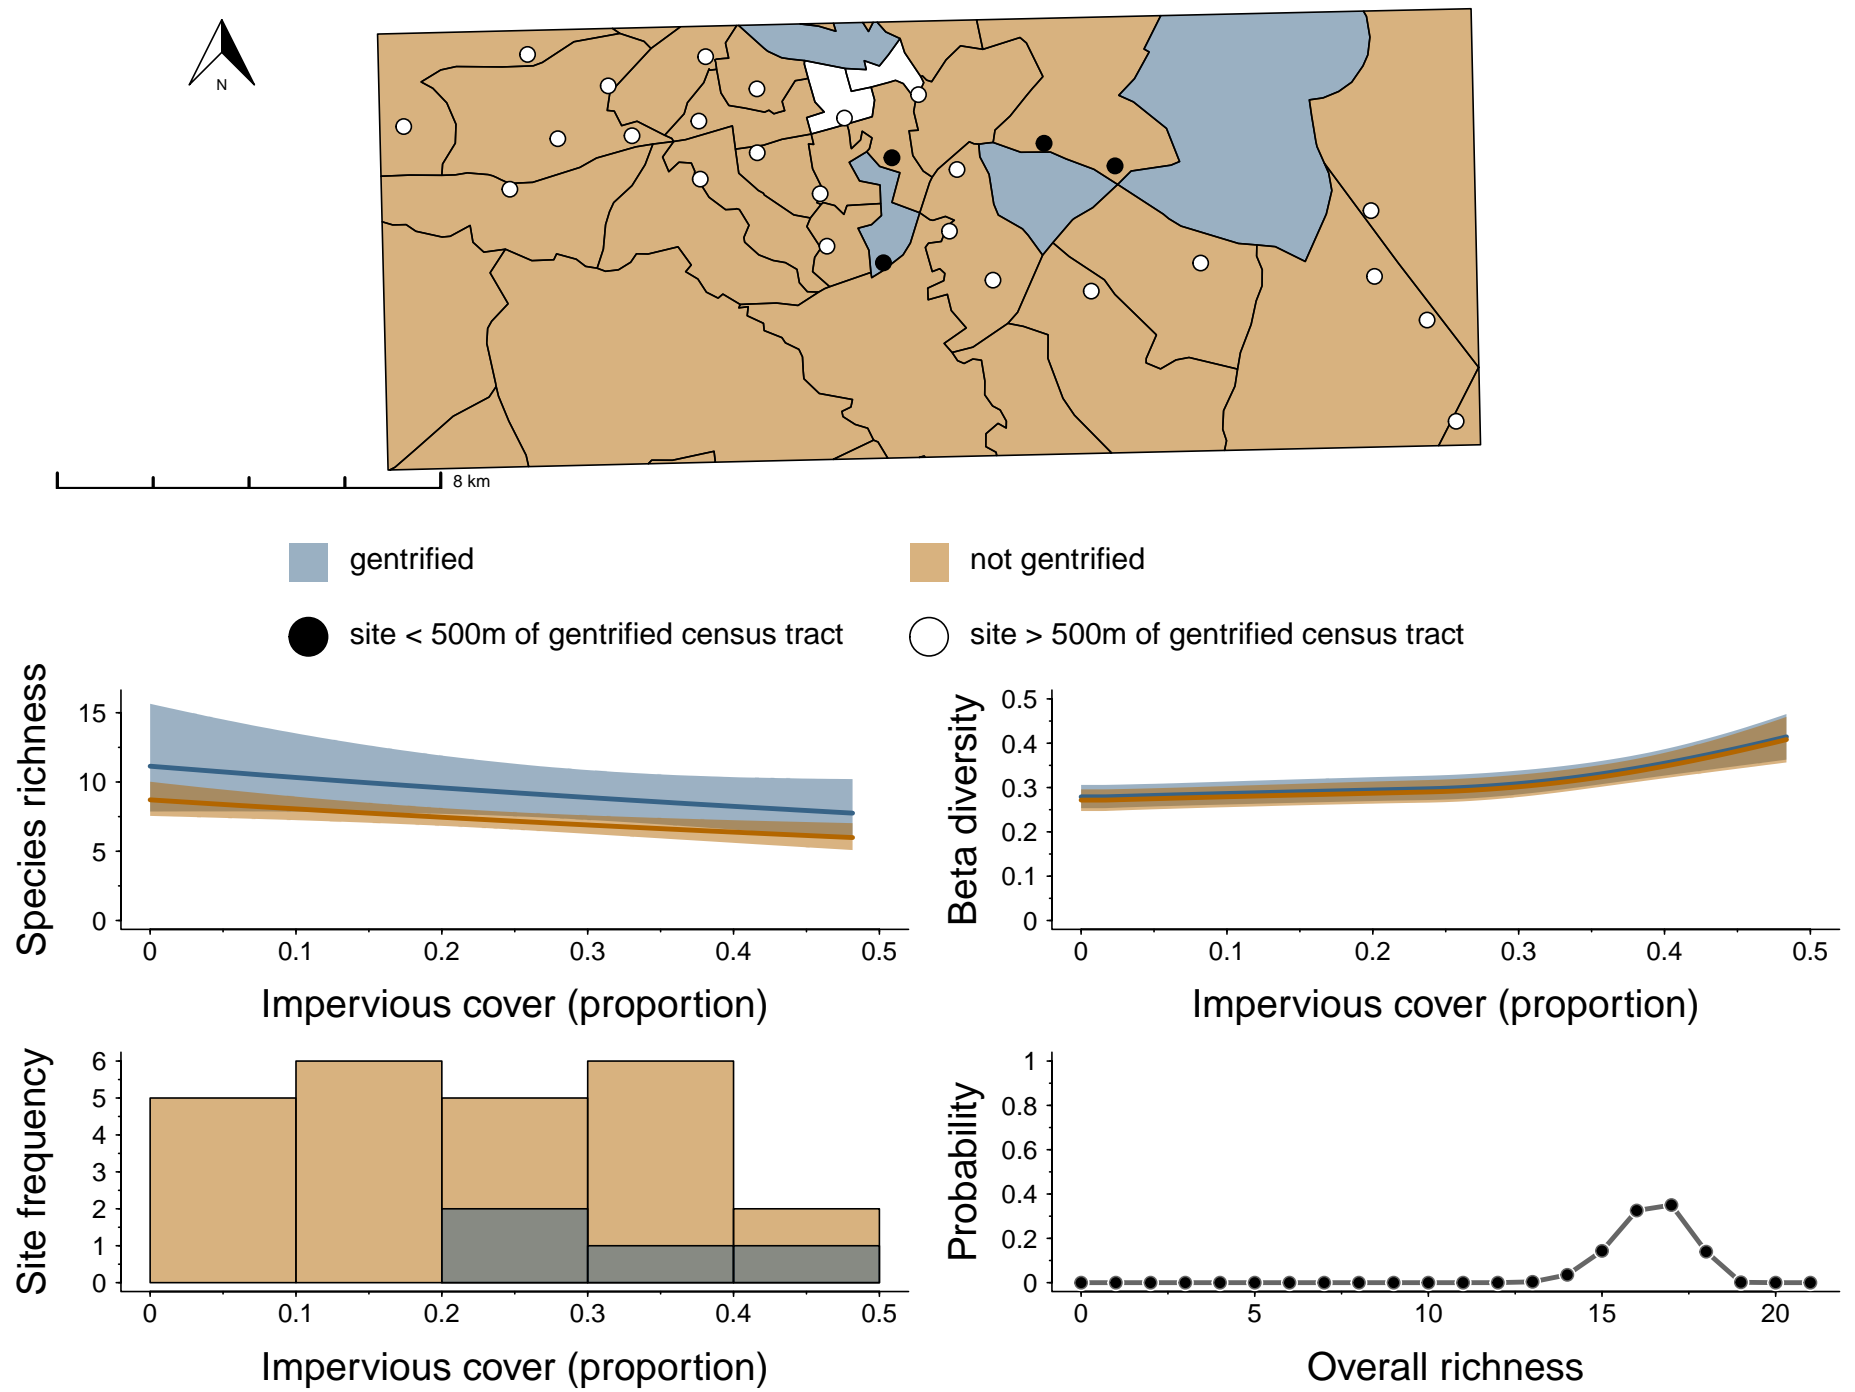 N
8 km
gentrified
not gentrified
site < 500m of gentrified census tract
site > 500m of gentrified census tract
Species richness
15
10
5
0
0 0.1 0.2 0.3 0.4 0.5
Impervious cover (proportion)
Beta diversity
0.5
0.4
0.3
0.2
0.1
0
0 0.1 0.2 0.3 0.4 0.5
Impervious cover (proportion)
Site frequency
6
5
4
3
2
1
0
0 0.1 0.2 0.3 0.4 0.5
Impervious cover (proportion)
Probability
1
0.8
0.6
0.4
0.2
0
0 5 10 15 20
Overall richness